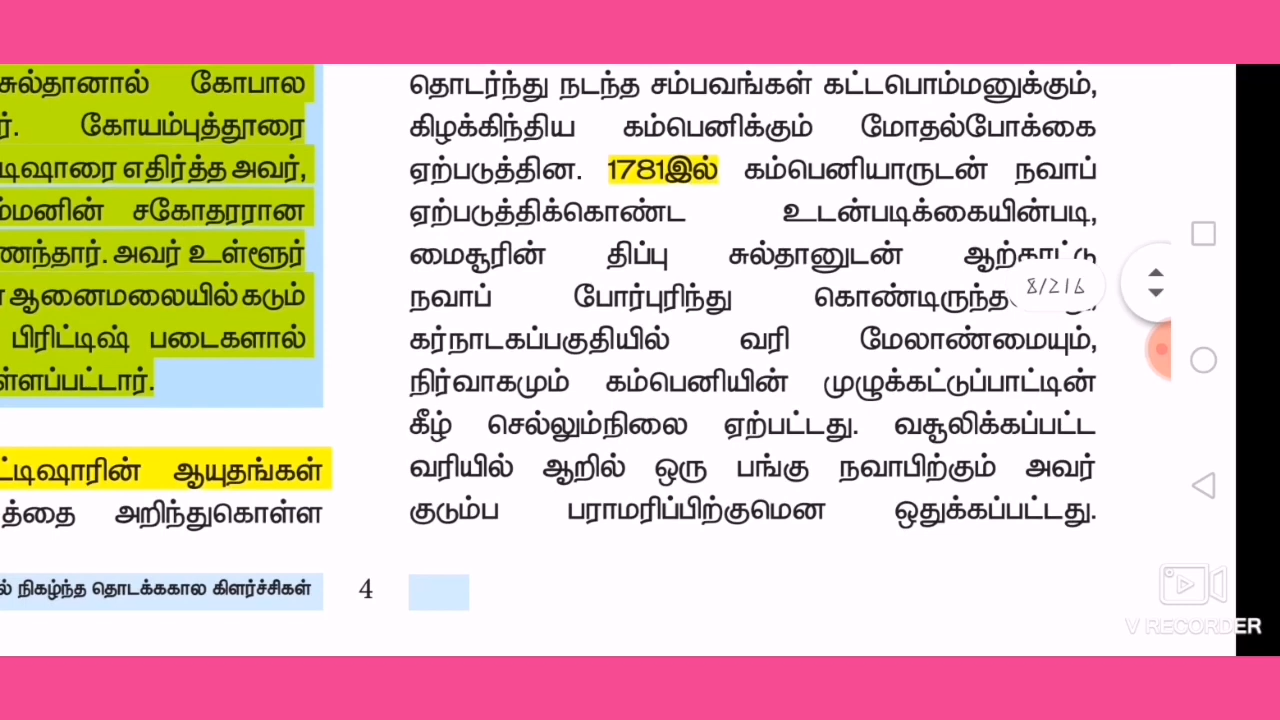 சுல்தானால் கோபால
ர். கோயம்புத்தூரை
டிஷாரை எதிர்த்த அவர்,
ம்மனின் சகோதரரான
ணைந்தார். அவர் உள்ளூர்
ஆனைமலையில் கடும்
பிரிட்டிஷ் படைகளால்
ள்ளப்பட்டார்.
ட்டிஷாரின் ஆயுதங்கள்
த்தை அறிந்துகொள்ள
ல் நிகழ்ந்த தொடக்ககால கிளர்ச்சிகள்
4
தொடர்ந்து நடந்த சம்பவங்கள் கட்டபொம்மனுக்கும்,
கிழக்கிந்திய கம்பெனிக்கும் மோதல்போக்கை
ஏற்படுத்தின. 1781இல் கம்பெனியாருடன் நவாப்
ஏற்படுத்திக்கொண்ட உடன்படிக்கையின்படி,
மைசூரின் திப்பு சுல்தானுடன் ஆற்காட்டு
நவாப் போர்புரிந்து
கர்நாடகப்பகுதியில் வரி மேலாண்மையும்,
நிர்வாகமும் கம்பெனியின் முழுக்கட்டுப்பாட்டின்
கீழ் செல்லும்நிலை ஏற்பட்டது. வசூலிக்கப்பட்ட
வரியில் ஆறில் ஒரு பங்கு நவாபிற்கும் அவர்
குடும்ப பராமரிப்பிற்குமென ஒதுக்கப்பட்டது.
8/216
V RECORDER